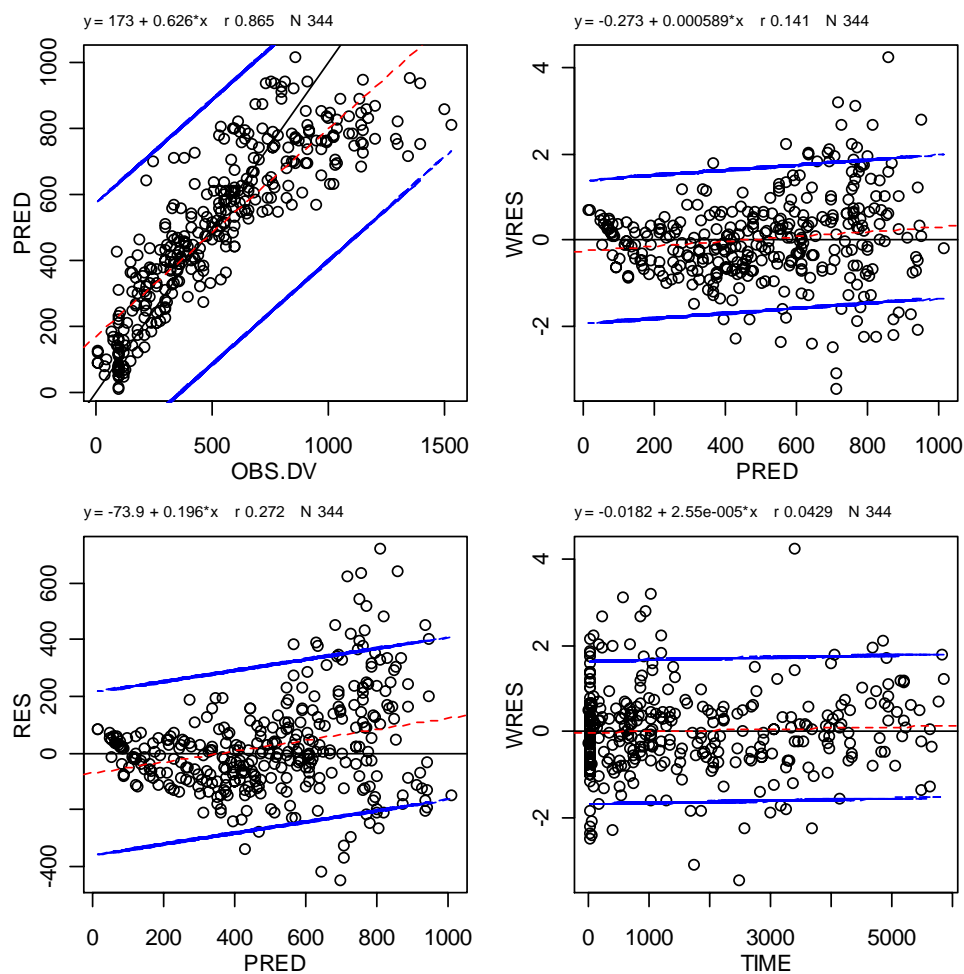 y = 173 + 0.626*x r 0.865 N 344
PRED
0 200 400 600 800 1000
0 500 1000 1500
OBS.DV
y = -0.273 + 0.000589*x r 0.141 N 344
WRES
-2 0 2 4
0 200 400 600 800 1000
PRED
y = -73.9 + 0.196*x r 0.272 N 344
RES
-400 0 200 400 600
0 200 400 600 800 1000
PRED
y = -0.0182 + 2.55e-005*x r 0.0429 N 344
WRES
-2 0 2 4
0 1000 3000 5000
TIME